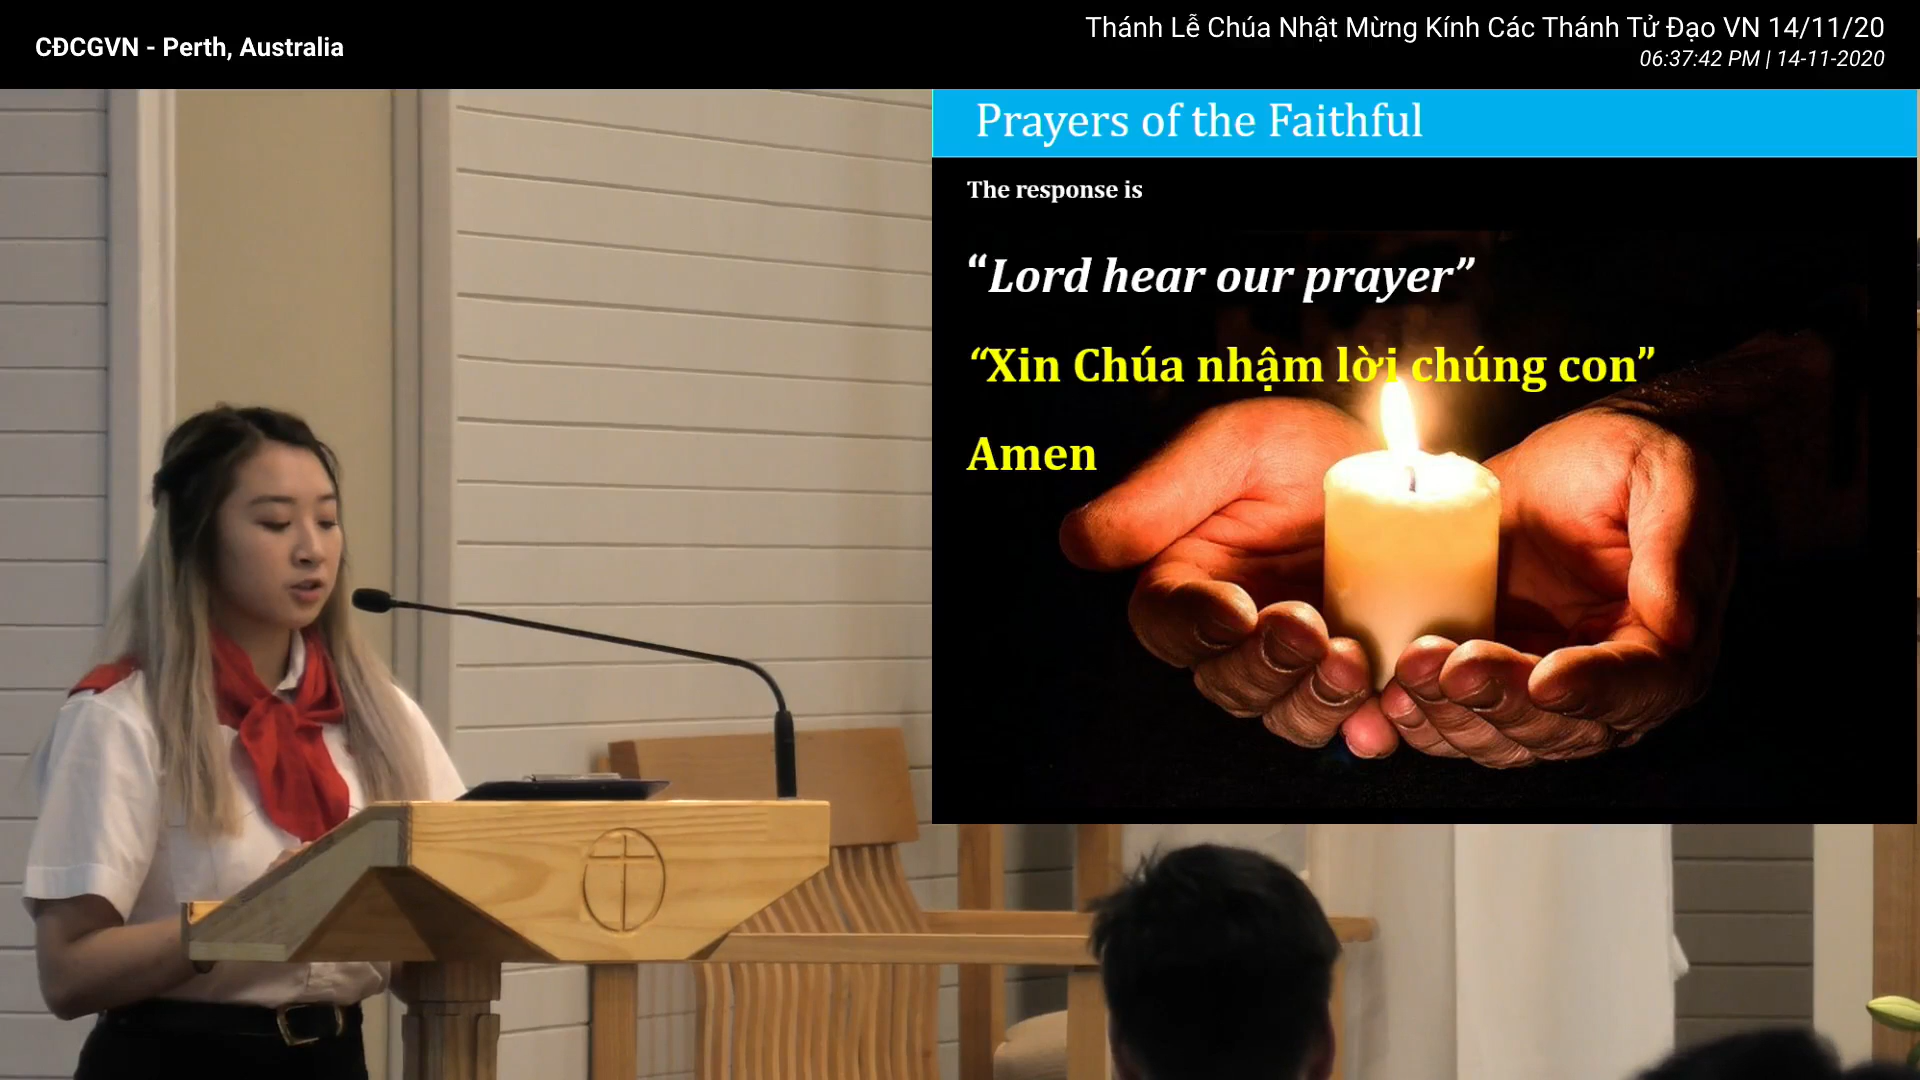 CĐCGVN - Perth, Australia
Thánh Lễ Chúa Nhật Mừng Kính Các Thánh Tử Đạo VN 14/11/20
06:37:42 PM | 14-11-2020
Prayers of the Faithful
The response is
“Lord hear our prayer”
“Xin Chúa nhậm lời chúng con”
Amen